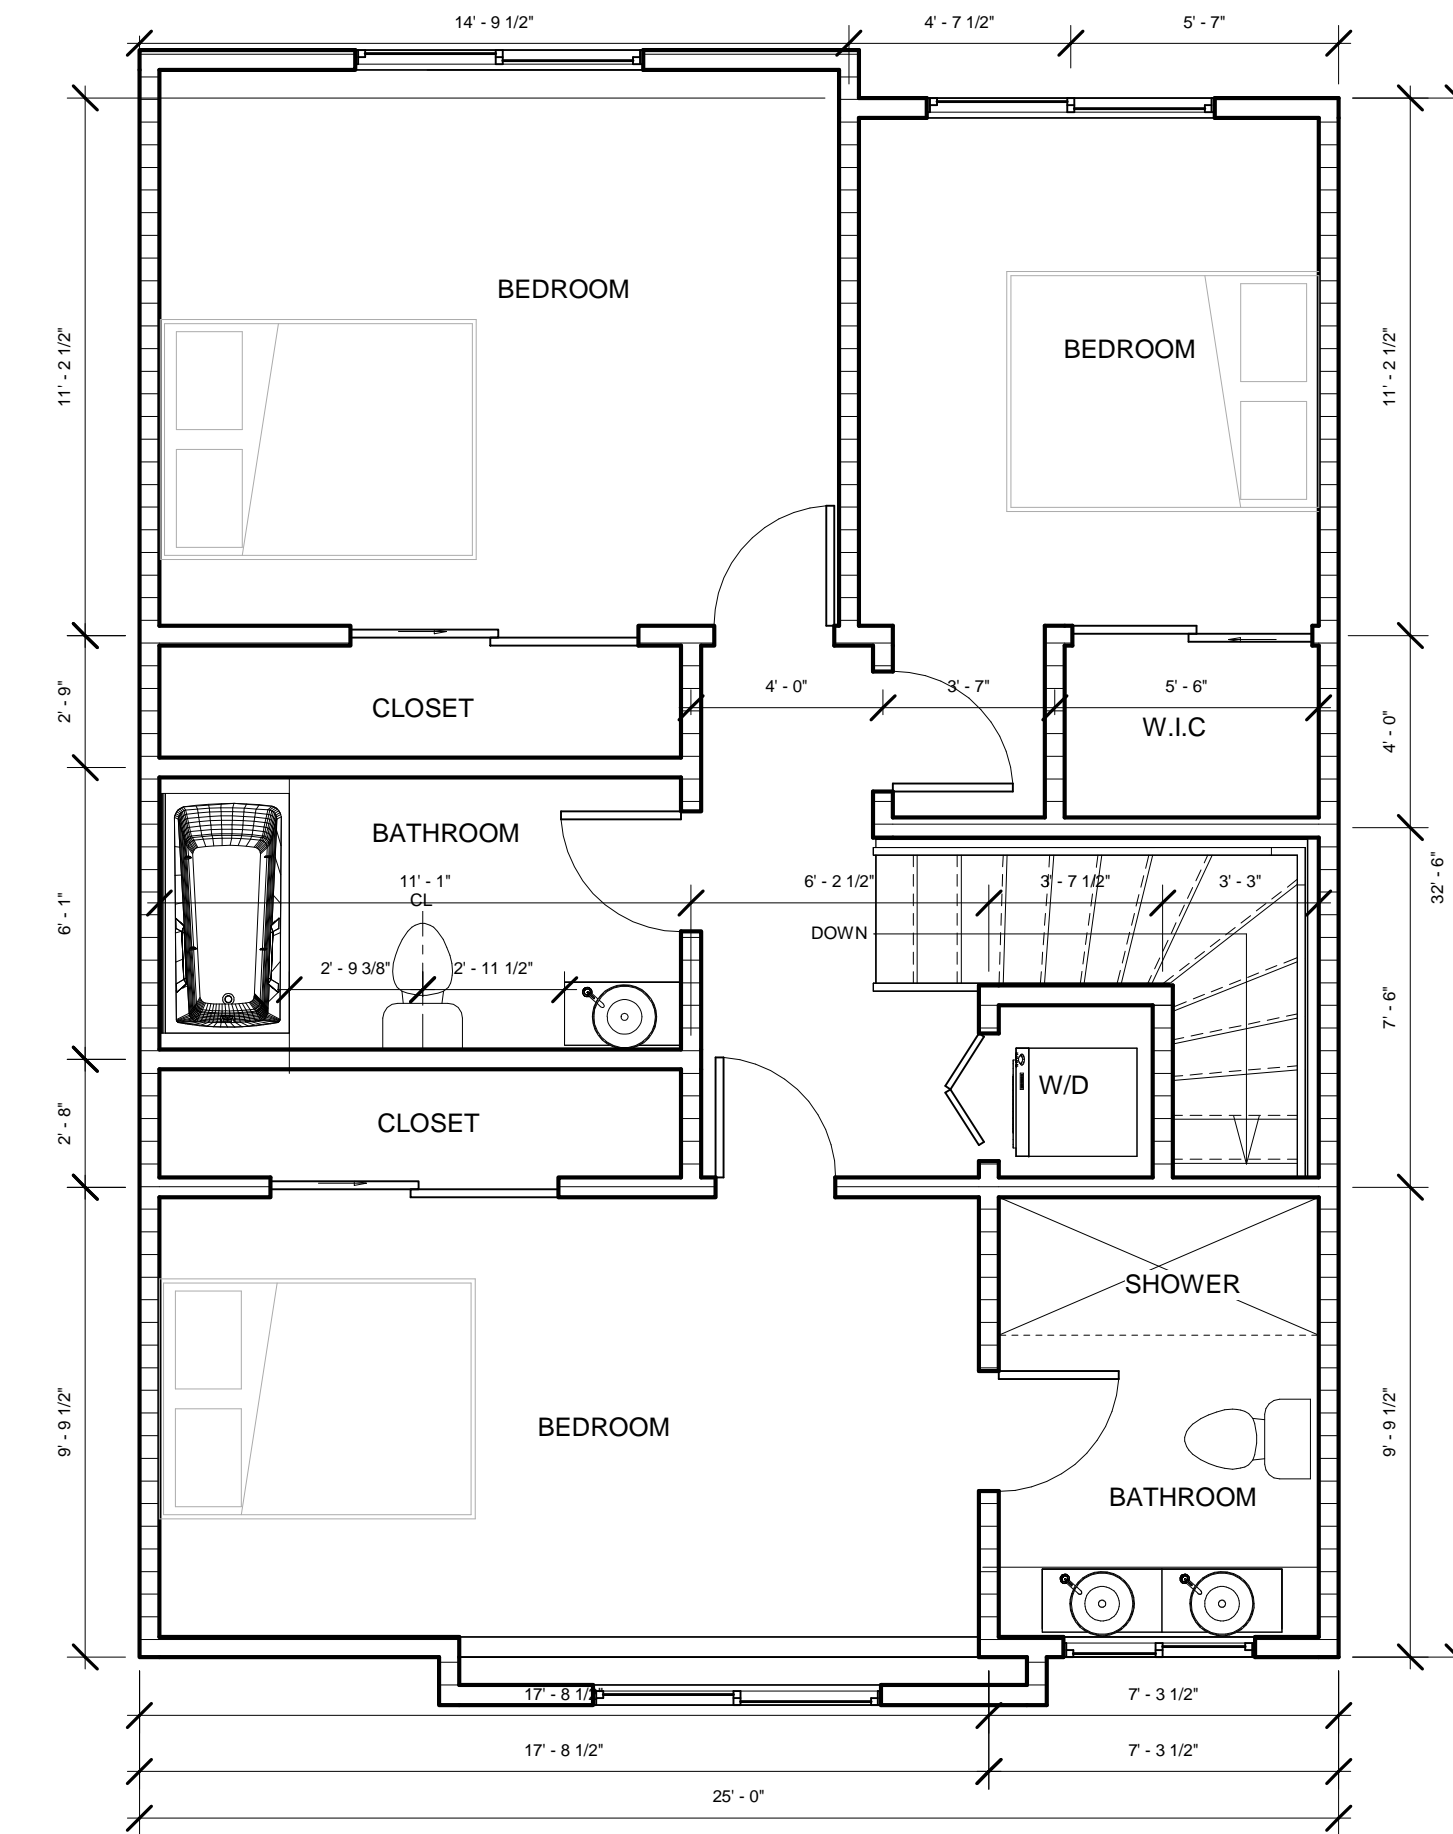 14' - 9 1/2"
4' - 7 1/2"
5' - 7"
BEDROOM
BEDROOM
11' - 2 1/2"
11' - 2 1/2"
4' - 0"
3' - 7"
5' - 6"
CLOSET
W.I.C
2' - 9"
4' - 0"
BATHROOM
11' - 1"
CL
6' - 2 1/2"
3' - 7 1/2"
3' - 3"
32' - 6"
6' - 1"
DOWN
2' - 9 3/8"
2' - 11 1/2"
7' - 6"
W/D
CLOSET
2' - 8"
SHOWER
BEDROOM
9' - 9 1/2"
9' - 9 1/2"
BATHROOM
17' - 8 1/2"
7' - 3 1/2"
17' - 8 1/2"
7' - 3 1/2"
25' - 0"